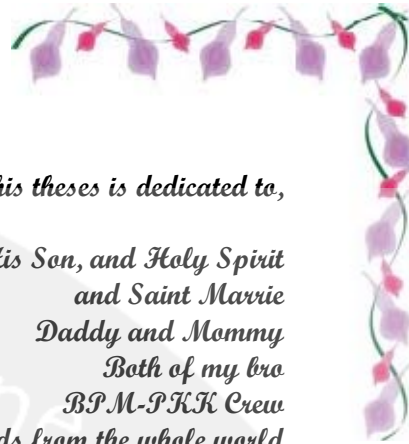 his theses is dedicated to,
is Son, and Holy Spirit
and Saint Marrie
Daddy and Mommy
Both of my bro
BPM-PKK Crew
ds from the whole world